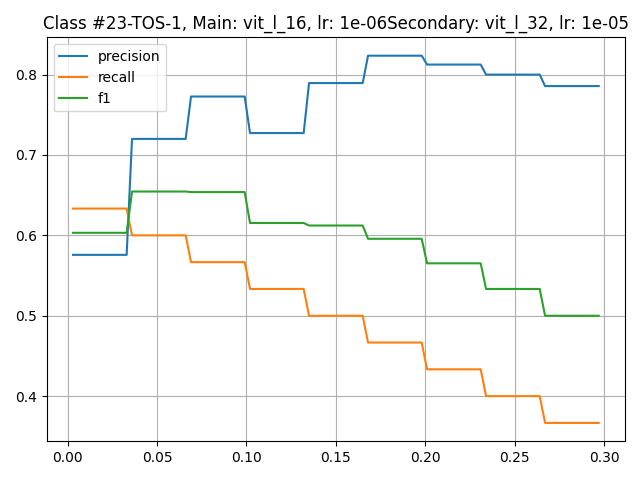 Class #23-TOS-1, Main: vit_l_16, lr: 1e-06Secondary: vit_l_32, lr: 1e-05
precision
recall
f1
0.8
0.7
0.6
0.5
0.4
0.00 0.05 0.10 0.15 0.20 0.25 0.30